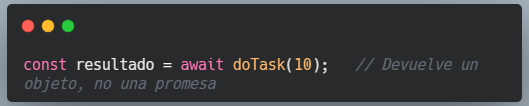 const resultado = await doTask(10);   // Devuelve un
objeto, no una promesa